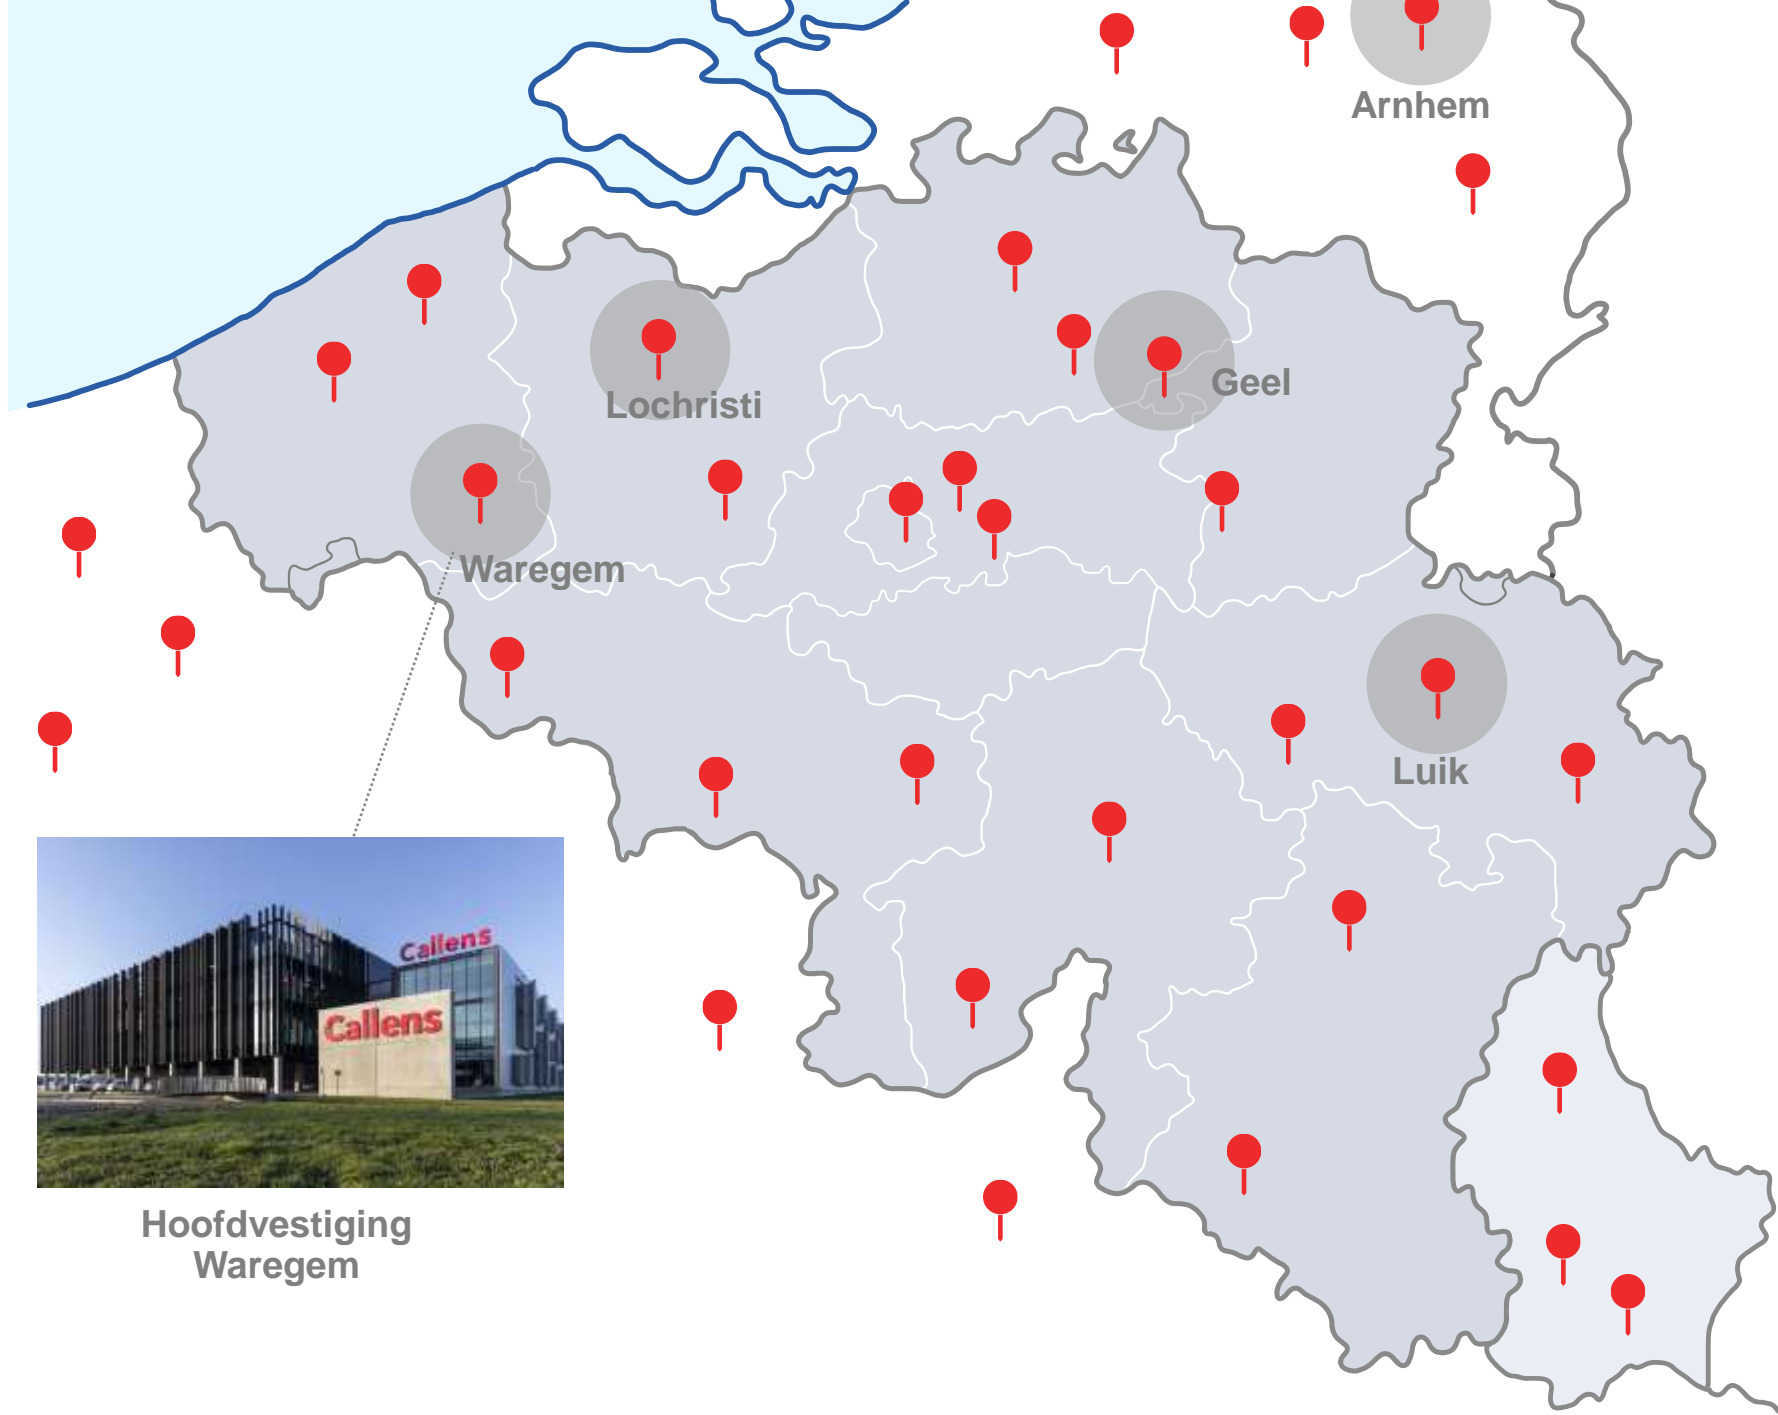 Arnhem
Geel
Lochristi
Waregem
Luik
Callens
Callens
Hoofdvestiging
Waregem